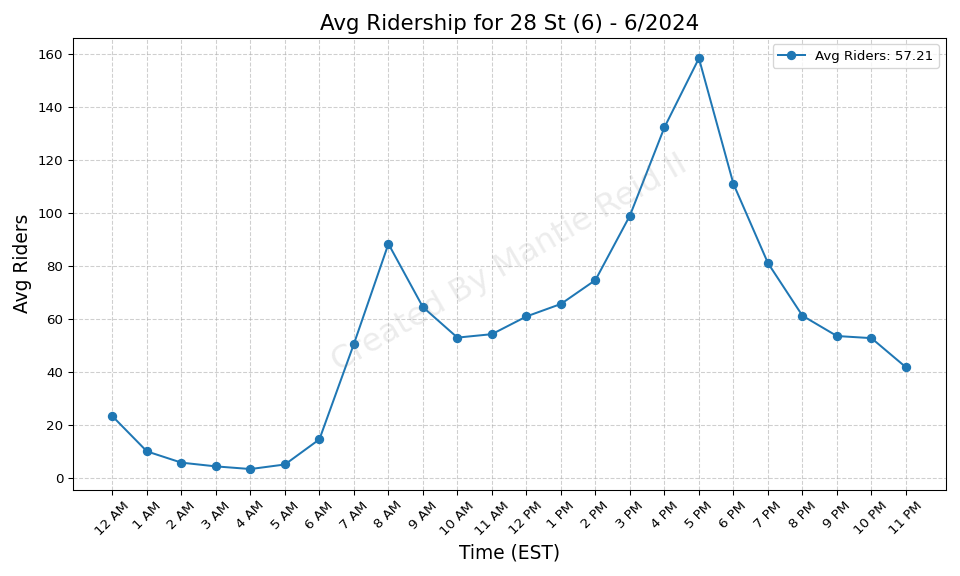 Avg Ridership for 28 St (6) - 6/2024
Avg Riders: 57.21
160
140
120
100
80
60
40
20
0
Avg Riders
Created By Mantle Reid II
12 AM
1 AM
2 AM
3 AM
4 AM
5 AM
6 AM
7 AM
8 AM
9 AM
10 AM
11 AM
12 PM
1 PM
2 PM
3 PM
4 PM
5 PM
6 PM
7 PM
8 PM
9 PM
10 PM
11 PM
Time (EST)